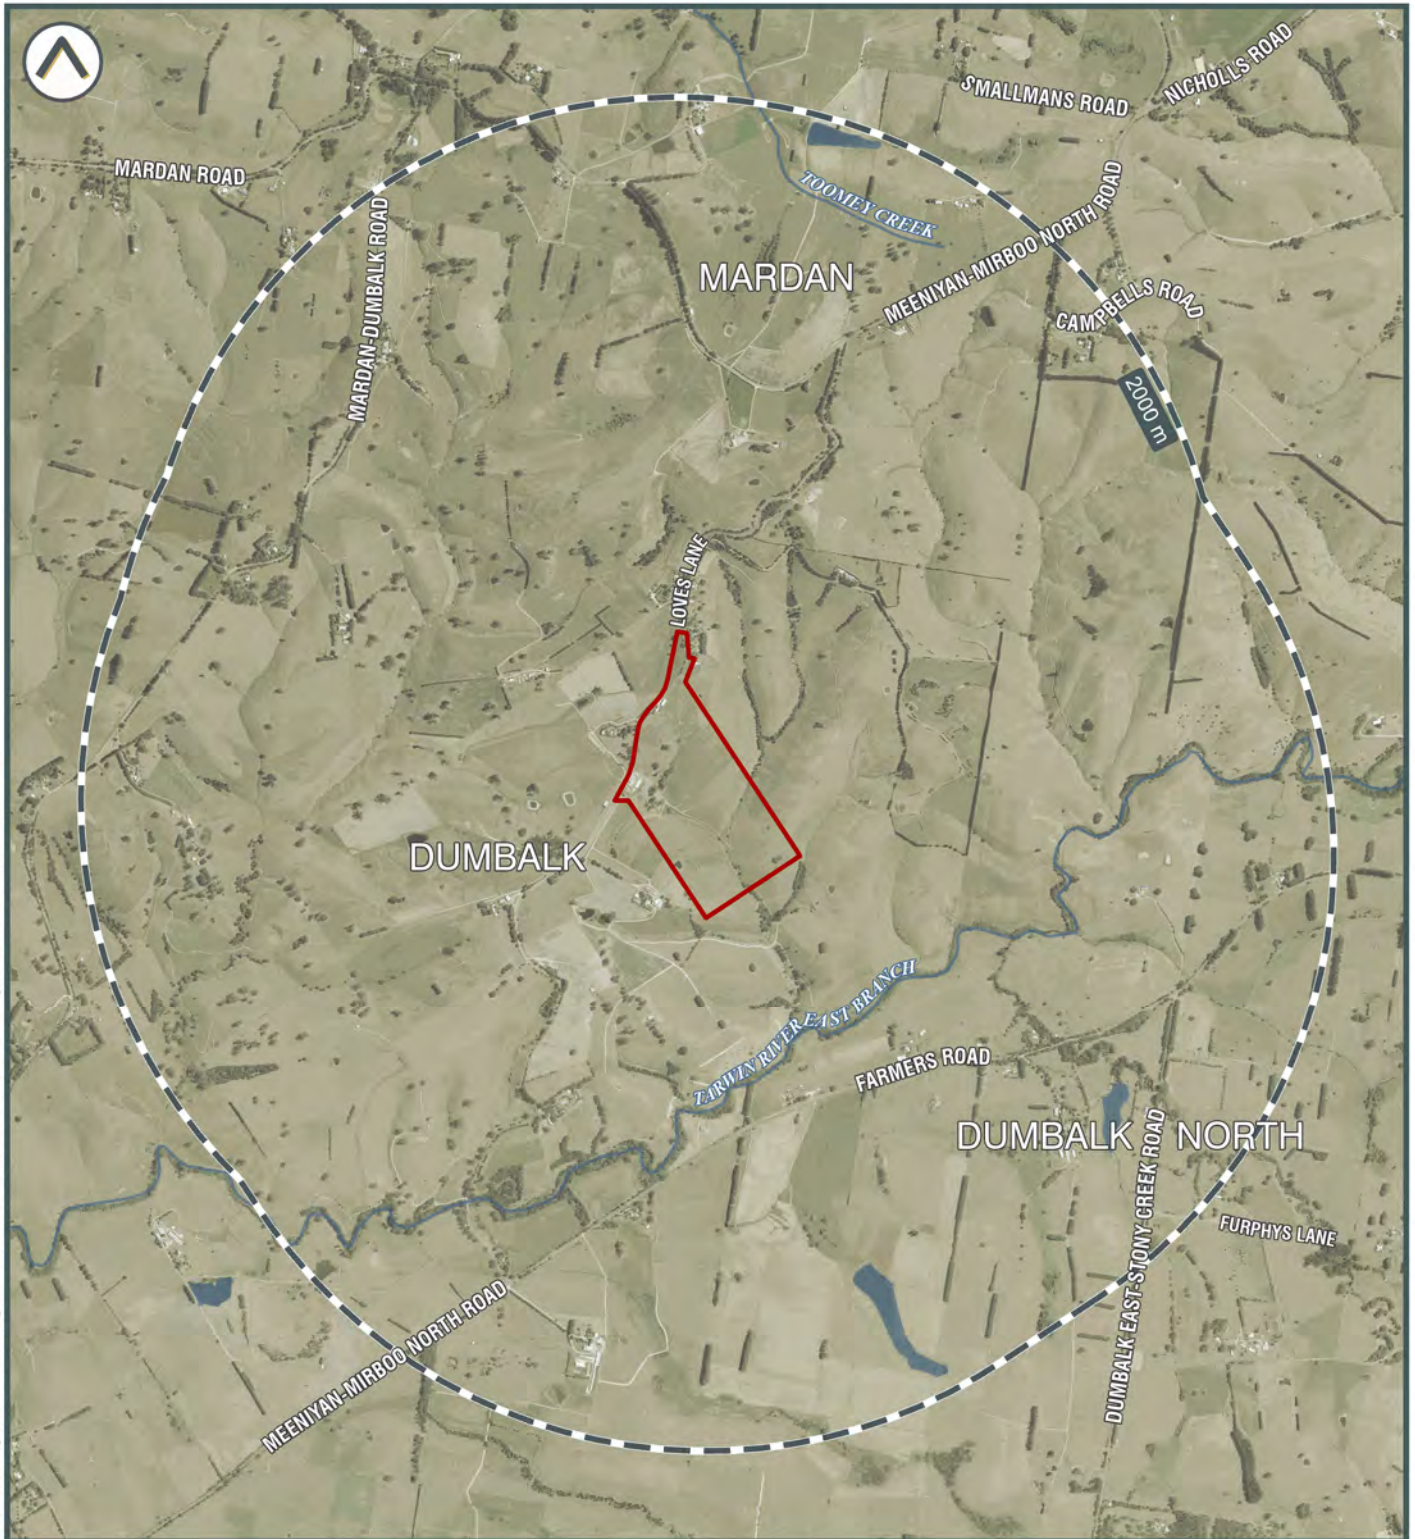 SMALLMANS ROAD
NICHOLLS ROAD
MARDAN ROAD
TOOMEY CREEK
MARDAN-DUMBALK ROAD
MEENIYAN-MIRBOO NORTH ROAD
MARDAN
CAMPBELLS ROAD
2000 m
LOVES LANE
DUMBALK
TARWIN RIVER EAST BRANCH
FARMERS ROAD
DUMBALK NORTH
DUMBALK EAST-STONY CREEK ROAD
FURPHYS LANE
MEENIYAN-MIRBOO NORTH ROAD